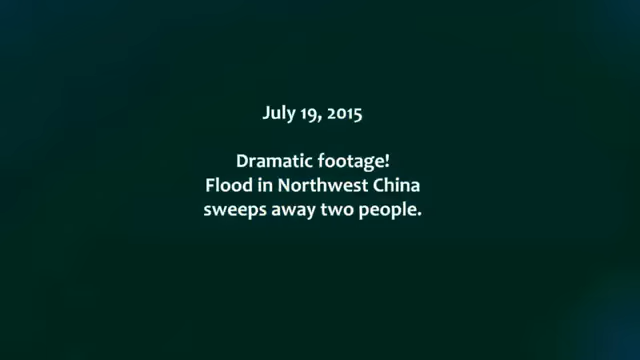 July 19, 2015
Dramatic footage!
Flood in Northwest China
sweeps away two people.